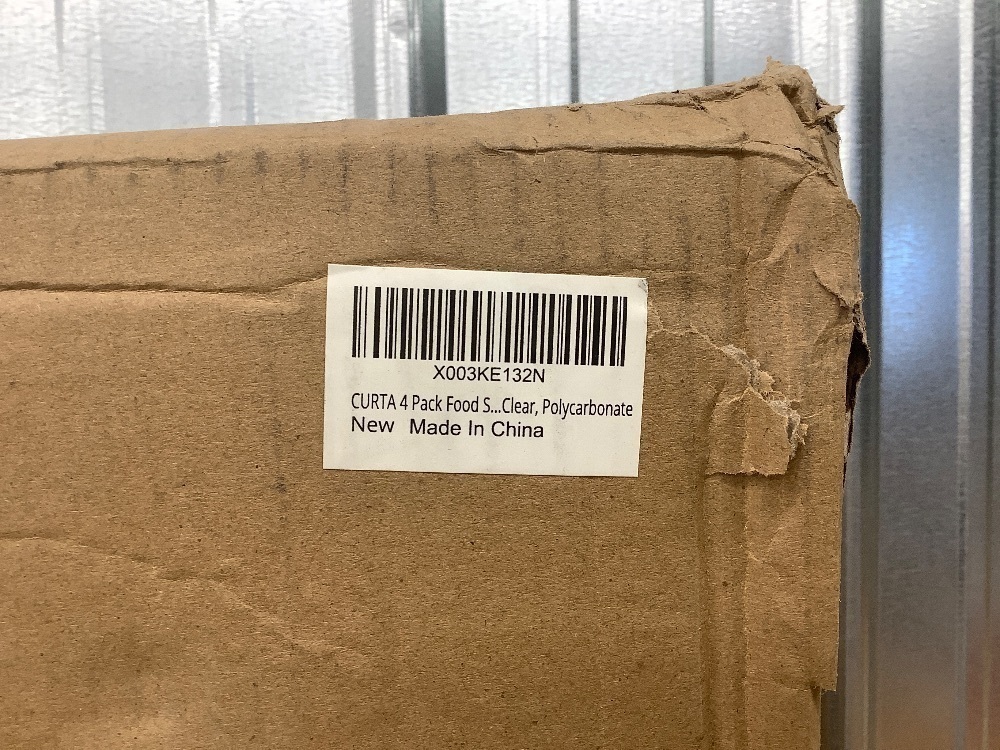 X003KE132N
CURTA 4 Pack Food S...Clear, Polycarbonate
New Made In China